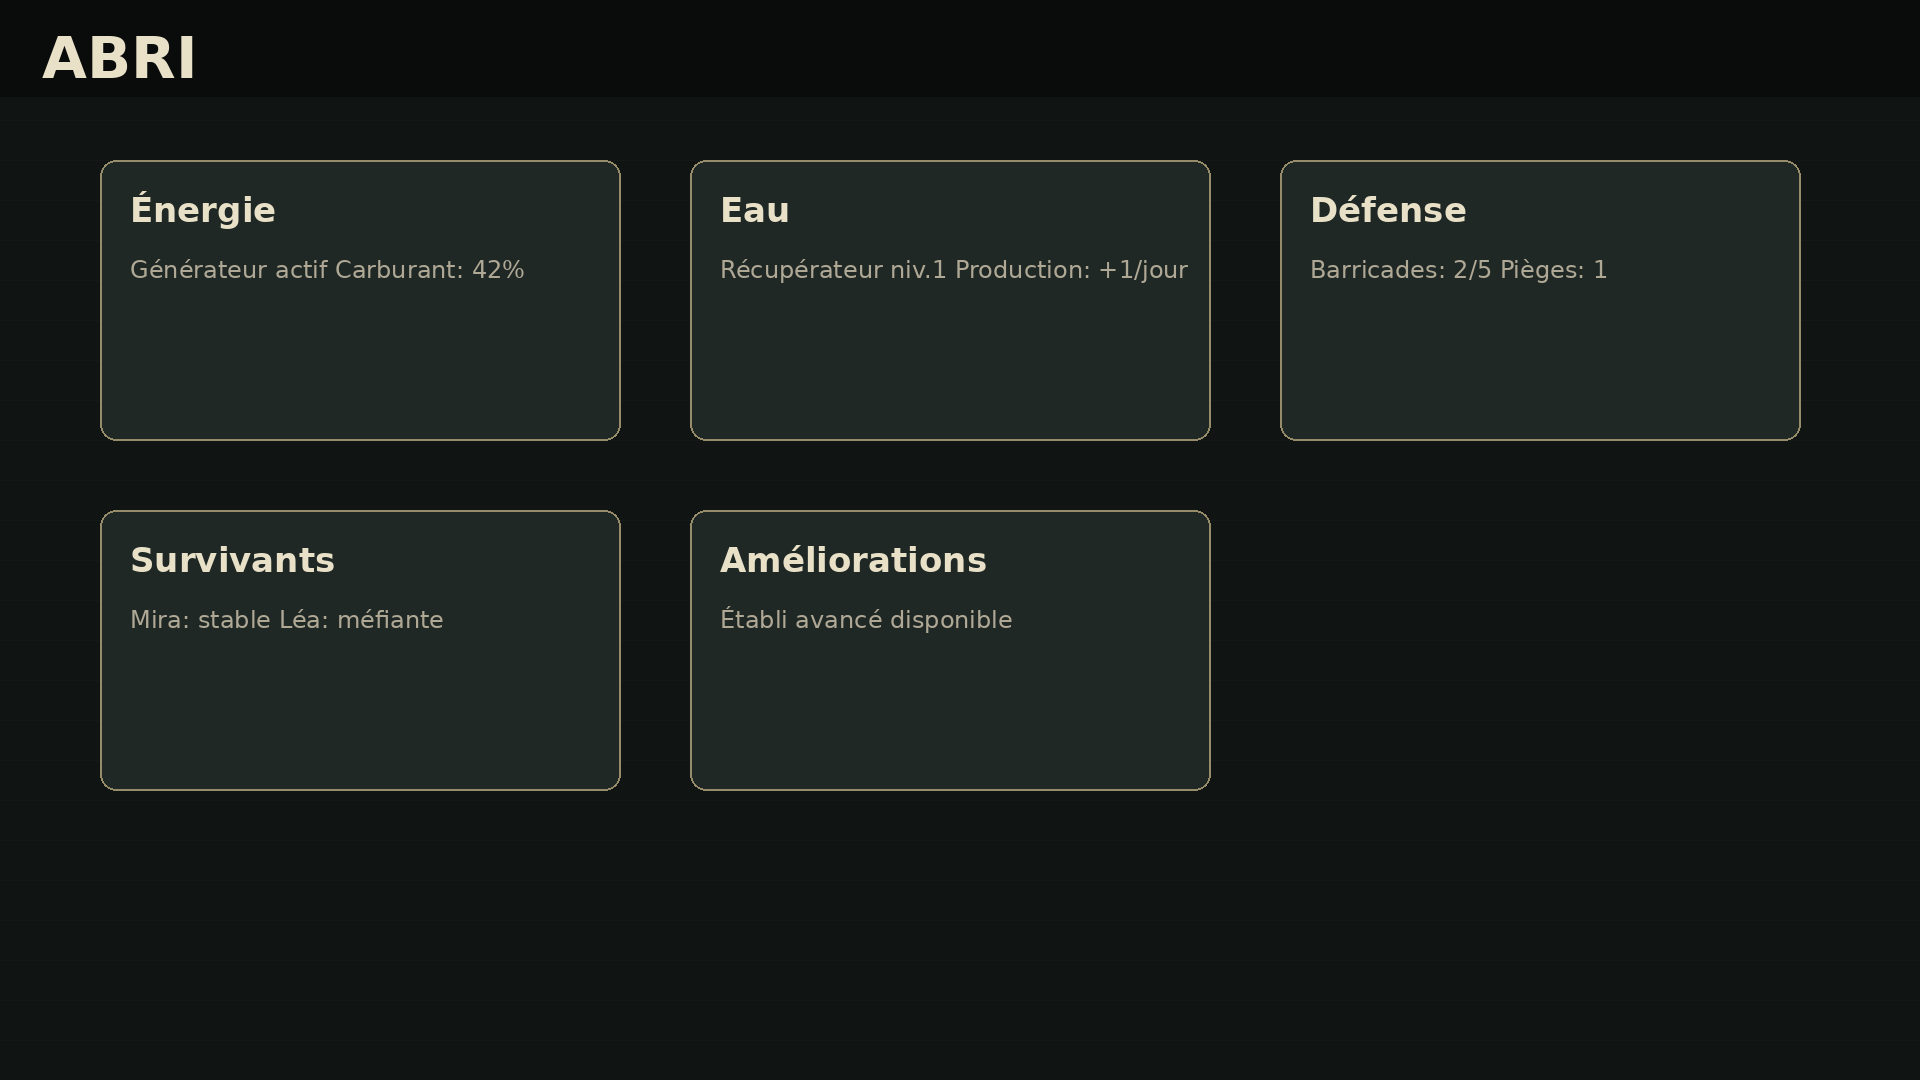 ABRI
Énergie
Générateur actif Carburant: 42%
Eau
Récupérateur niv.1 Production: +1/jour
Défense
Barricades: 2/5 Pièges: 1
Survivants
Mira: stable Léa: méfiante
Améliorations
Établi avancé disponible